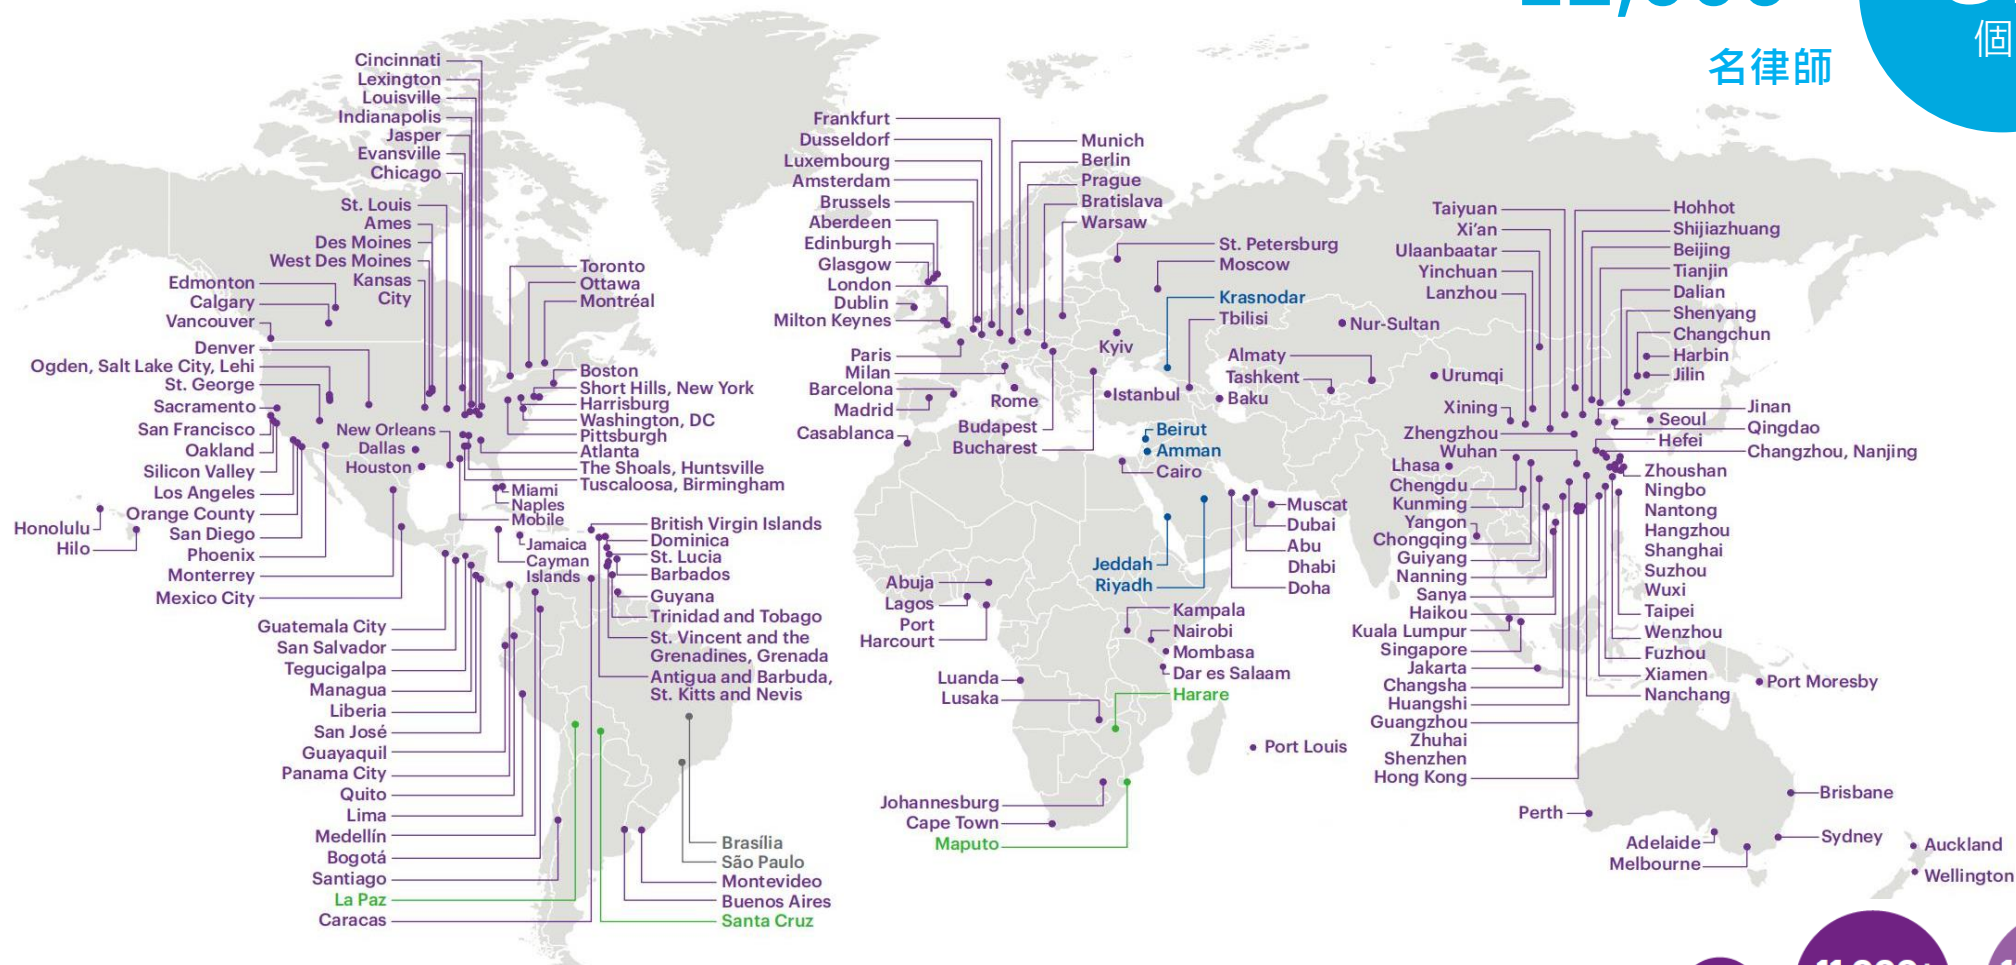 名律師
個
Cincinnati
Lexington
Louisville
Indianapolis
Jasper
Evansville
Chicago
St. Louis
Ames
Des Moines
West Des Moines
Kansas
City
Edmonton
Calgary
Vancouver
Denver
Ogden, Salt Lake City, Lehi
St. George
Sacramento
San Francisco
Oakland
Silicon Valley
Los Angeles
Orange County
San Diego
Phoenix
Monterrey
Mexico City
Honolulu
Hilo
New Orleans
Dallas
Houston
Toronto
Ottawa
Montréal
Boston
Short Hills, New York
Harrisburg
Washington, DC
Pittsburgh
Atlanta
The Shoals, Huntsville
Tuscaloosa, Birmingham
Miami
Naples
Mobile
Jamaica
Cayman
Islands
British Virgin Islands
Dominica
St. Lucia
Barbados
Guyana
Trinidad and Tobago
St. Vincent and the
Grenadines, Grenada
Antigua and Barbuda,
St. Kitts and Nevis
Guatemala City
San Salvador
Tegucigalpa
Managua
Liberia
San José
Guayaquil
Panama City
Quito
Lima
Medellín
Bogotá
Santiago
La Paz
Caracas
Brasília
São Paulo
Montevideo
Buenos Aires
Santa Cruz
Frankfurt
Dusseldorf
Luxembourg
Amsterdam
Brussels
Aberdeen
Edinburgh
Glasgow
London
Dublin
Milton Keynes
Paris
Milan
Barcelona
Madrid
Casablanca
Munich
Berlin
Prague
Bratislava
Warsaw
St. Petersburg
Moscow
Krasnodar
Tbilisi
Kyiv
Rome
Budapest
Bucharest
Istanbul
Nur-Sultan
Almaty
Tashkent
Baku
Urumqi
Beirut
Amman
Cairo
Muscat
Dubai
Abu
Dhabi
Doha
Jeddah
Riyadh
Abuja
Lagos
Port
Harcourt
Kampala
Nairobi
Mombasa
Dar es Salaam
Harare
Luanda
Lusaka
Port Louis
Johannesburg
Cape Town
Maputo
Taiyuan
Xi’an
Ulaanbaatar
Yinchuan
Lanzhou
Xining
Zhengzhou
Wuhan
Lhasa
Chengdu
Kunming
Yangon
Chongqing
Guiyang
Nanning
Sanya
Haikou
Kuala Lumpur
Singapore
Jakarta
Changsha
Huangshi
Guangzhou
Zhuhai
Shenzhen
Hong Kong
Hohhot
Shijiazhuang
Beijing
Tianjin
Dalian
Shenyang
Changchun
Harbin
Jilin
Jinan
Seoul
Qingdao
Hefei
Changzhou, Nanjing
Zhoushan
Ningbo
Nantong
Hangzhou
Shanghai
Suzhou
Wuxi
Taipei
Wenzhou
Fuzhou
Xiamen
Nanchang
Port Moresby
Perth
Adelaide
Melbourne
Brisbane
Sydney
Auckland
Wellington